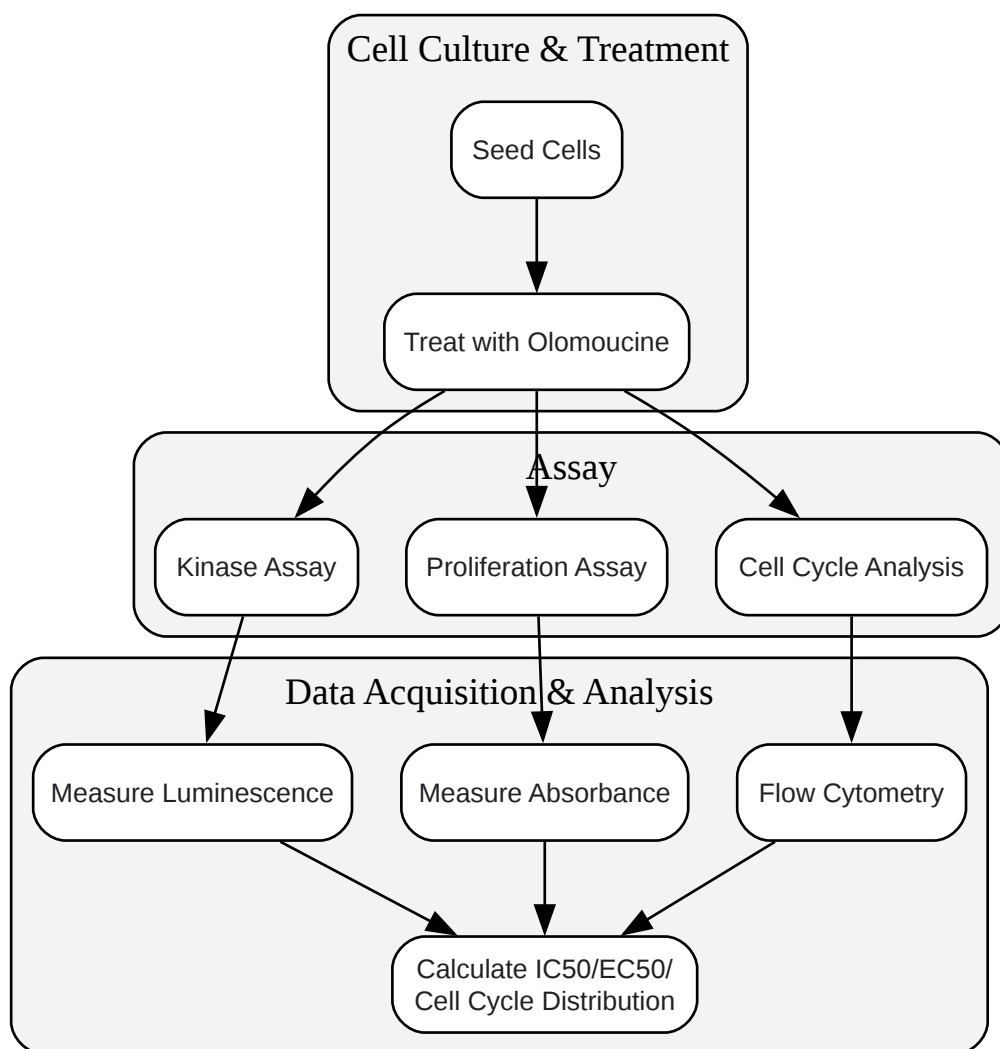 Cell Culture & Treatment
Seed Cells
Treat with Olomoucine
Assay
Kinase Assay
Proliferation Assay
Cell Cycle Analysis
Data Acquisition & Analysis
Measure Luminescence
Measure Absorbance
Flow Cytometry
Calculate IC50/EC50/
Cell Cycle Distribution